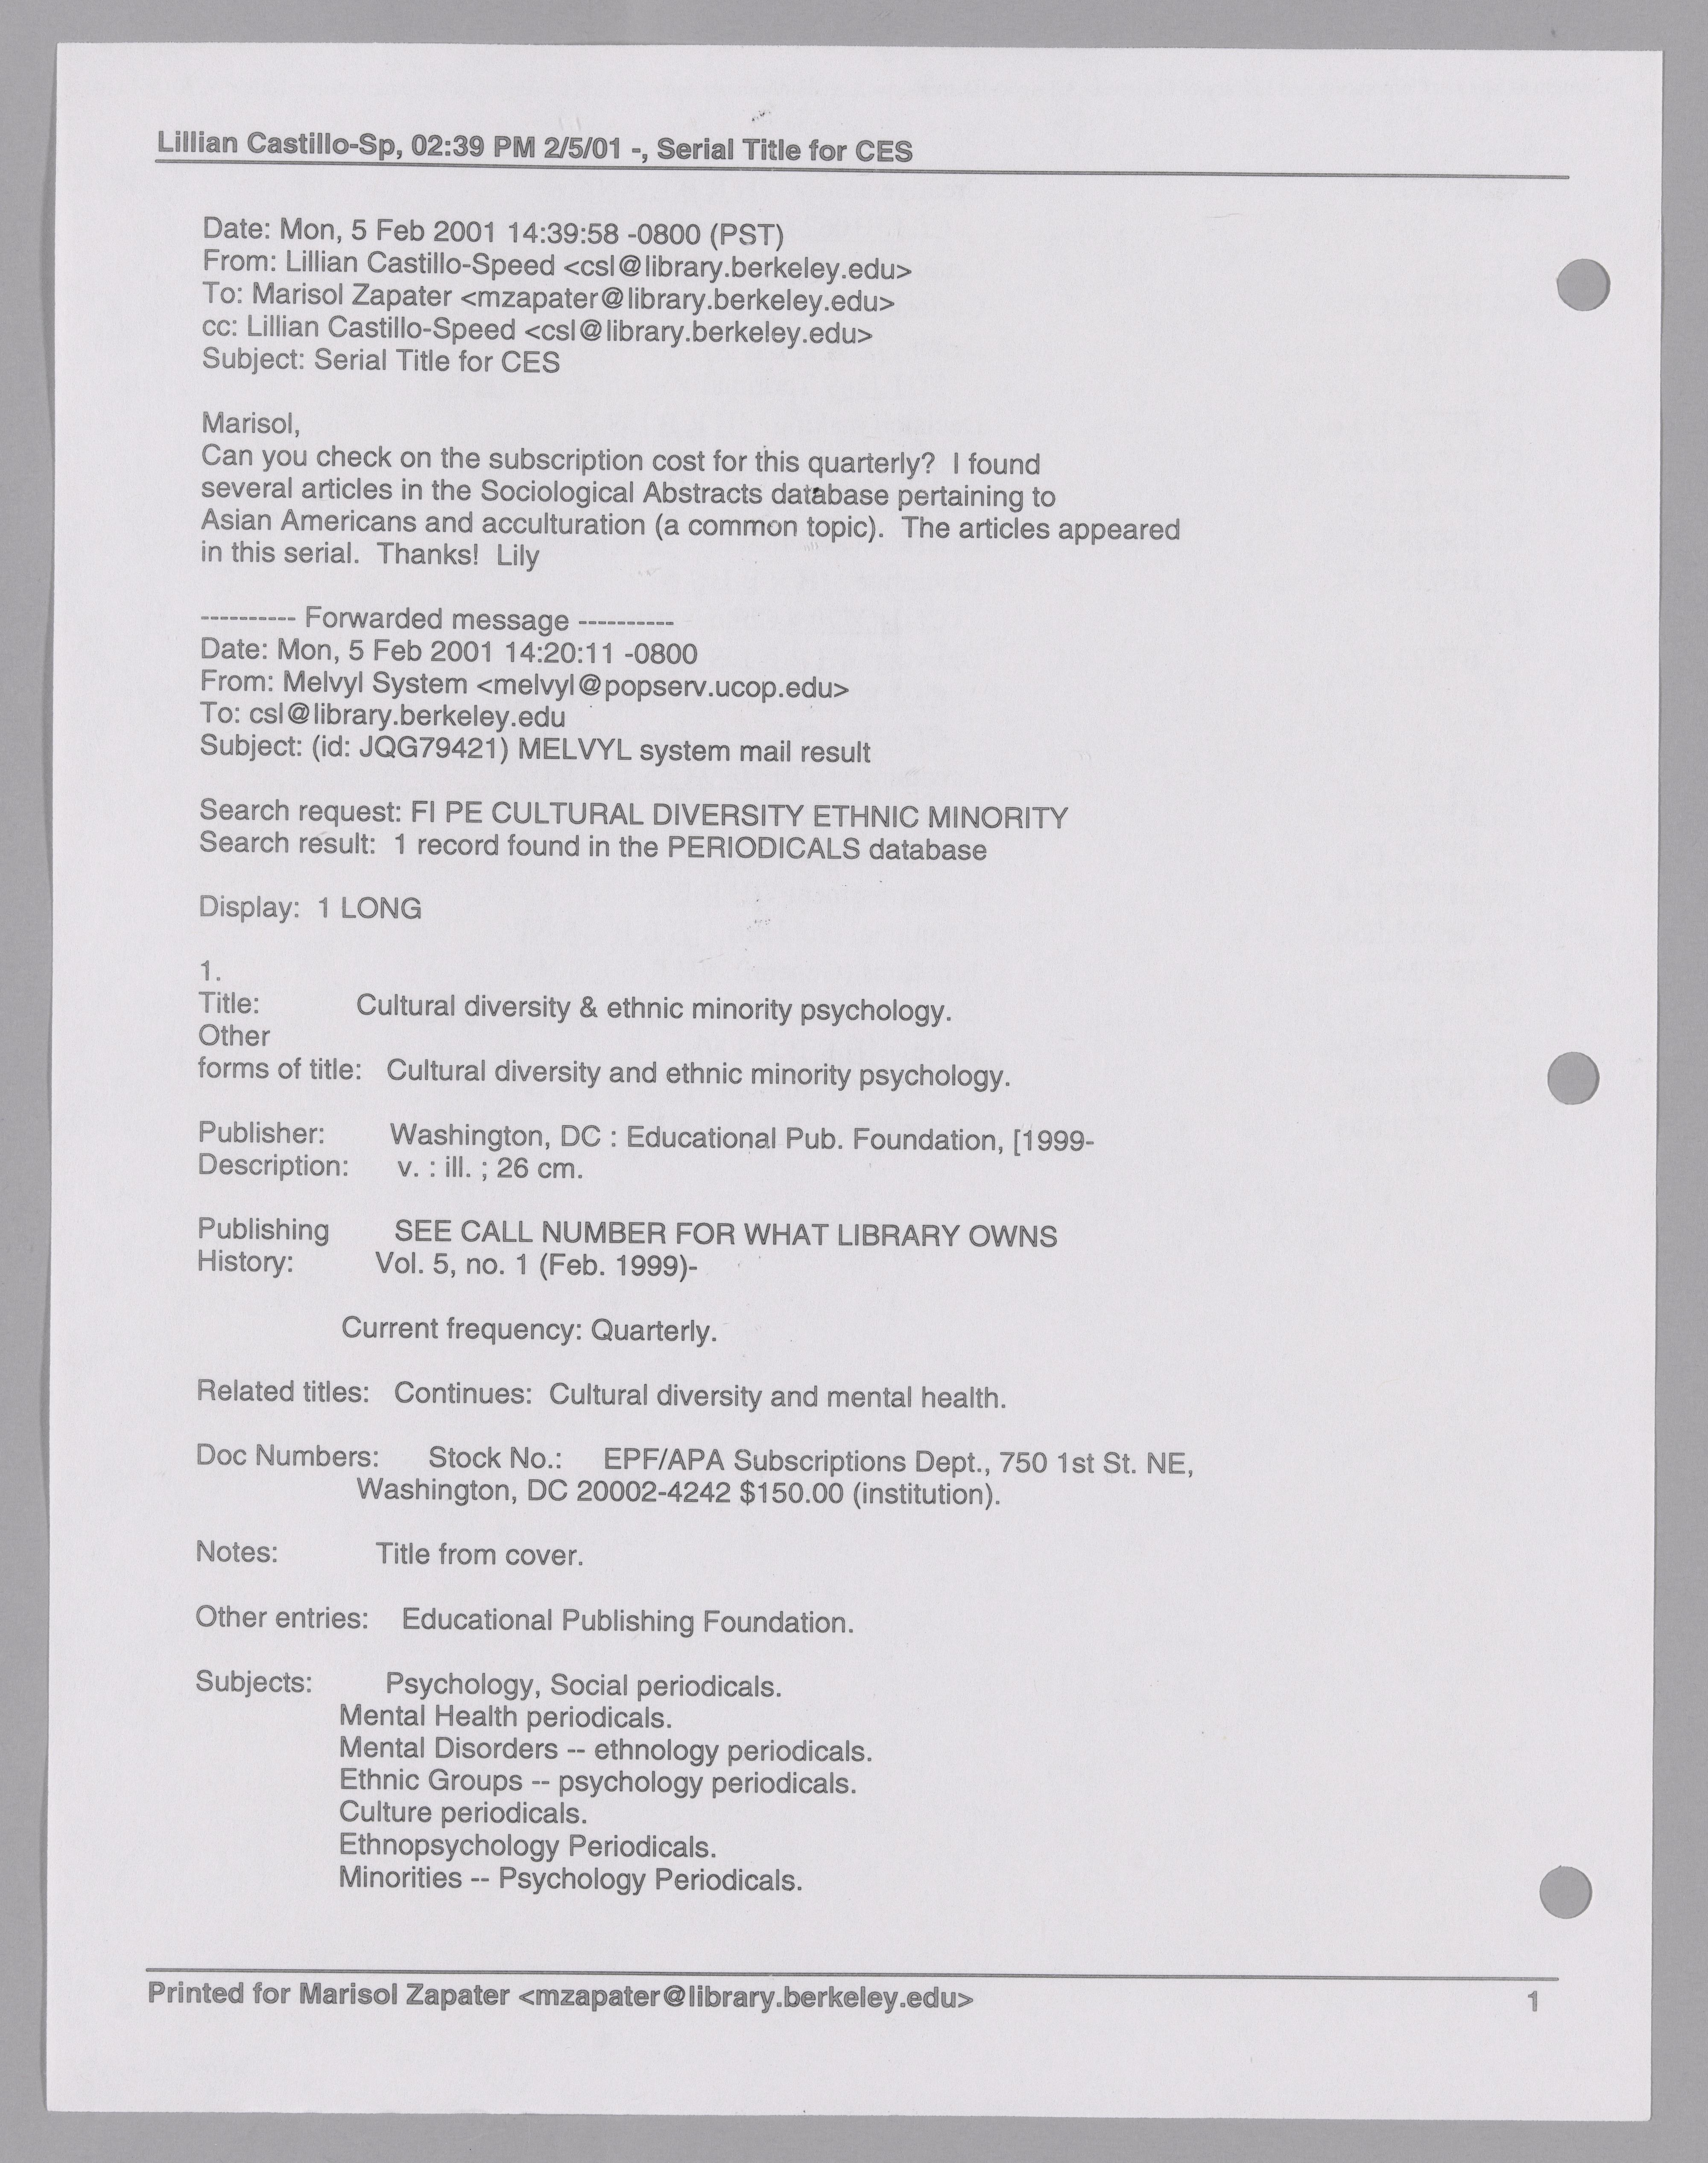 Lillian Castillo-Sp, 02:39 PM 2/5/01 -, Serial Title for CES
Date: Mon, 5 Feb 2001 14:39:58 -0800 (PST)
From: Lillian Castillo-Speed <csl@library.berkeley.edu>
To: Marisol Zapater <mzapater@library.berkeley.edu>
cc: Lillian Castillo-Speed <csl@library.berkeley.edu>
Subject: Serial Title for CES
Marisol,
Can you check on the subscription cost for this quarterly?  I found
several articles in the Sociological Abstracts database pertaining to
Asian Americans and acculturation (a common topic).  The articles appeared
in this serial.  Thanks!  Lily
---------- Forwarded message ----------
Date: Mon, 5 Feb 2001 14:20:11 -0800
From: Melvyl System <melvyl@popserv.ucop.edu>
To: csl@library.berkeley.edu
Subject: (id: JQG79421) MELVYL system mail result
Search request: FI PE CULTURAL DIVERSITY ETHNIC MINORITY
Search result:  1 record found in the PERIODICALS database
Display:  1 LONG
1.
Title: Cultural diversity & ethnic minority psychology.
Other
forms of title: Cultural diversity and ethnic minority psychology.
Publisher: Washington, DC : Educational Pub. Foundation, [1999-
Description: v. : ill. ; 26 cm.
Publishing SEE CALL NUMBER FOR WHAT LIBRARY OWNS
History: Vol. 5, no. 1 (Feb. 1999)-
Current frequency: Quarterly.
Related titles: Continues:  Cultural diversity and mental health.
Doc Numbers: Stock No.: EPF/APA Subscriptions Dept., 750 1st St. NE,
Washington, DC 20002-4242 $150.00 (institution).
Notes: Title from cover.
Other entries: Educational Publishing Foundation.
Subjects: Psychology, Social periodicals.
Mental Health periodicals.
Mental Disorders -- ethnology periodicals.
Ethnic Groups -- psychology periodicals.
Culture periodicals.
Ethnopsychology Periodicals.
Minorities -- Psychology Periodicals.
Printed for Marisol Zapater <mzapater@library.berkeley.edu> 1